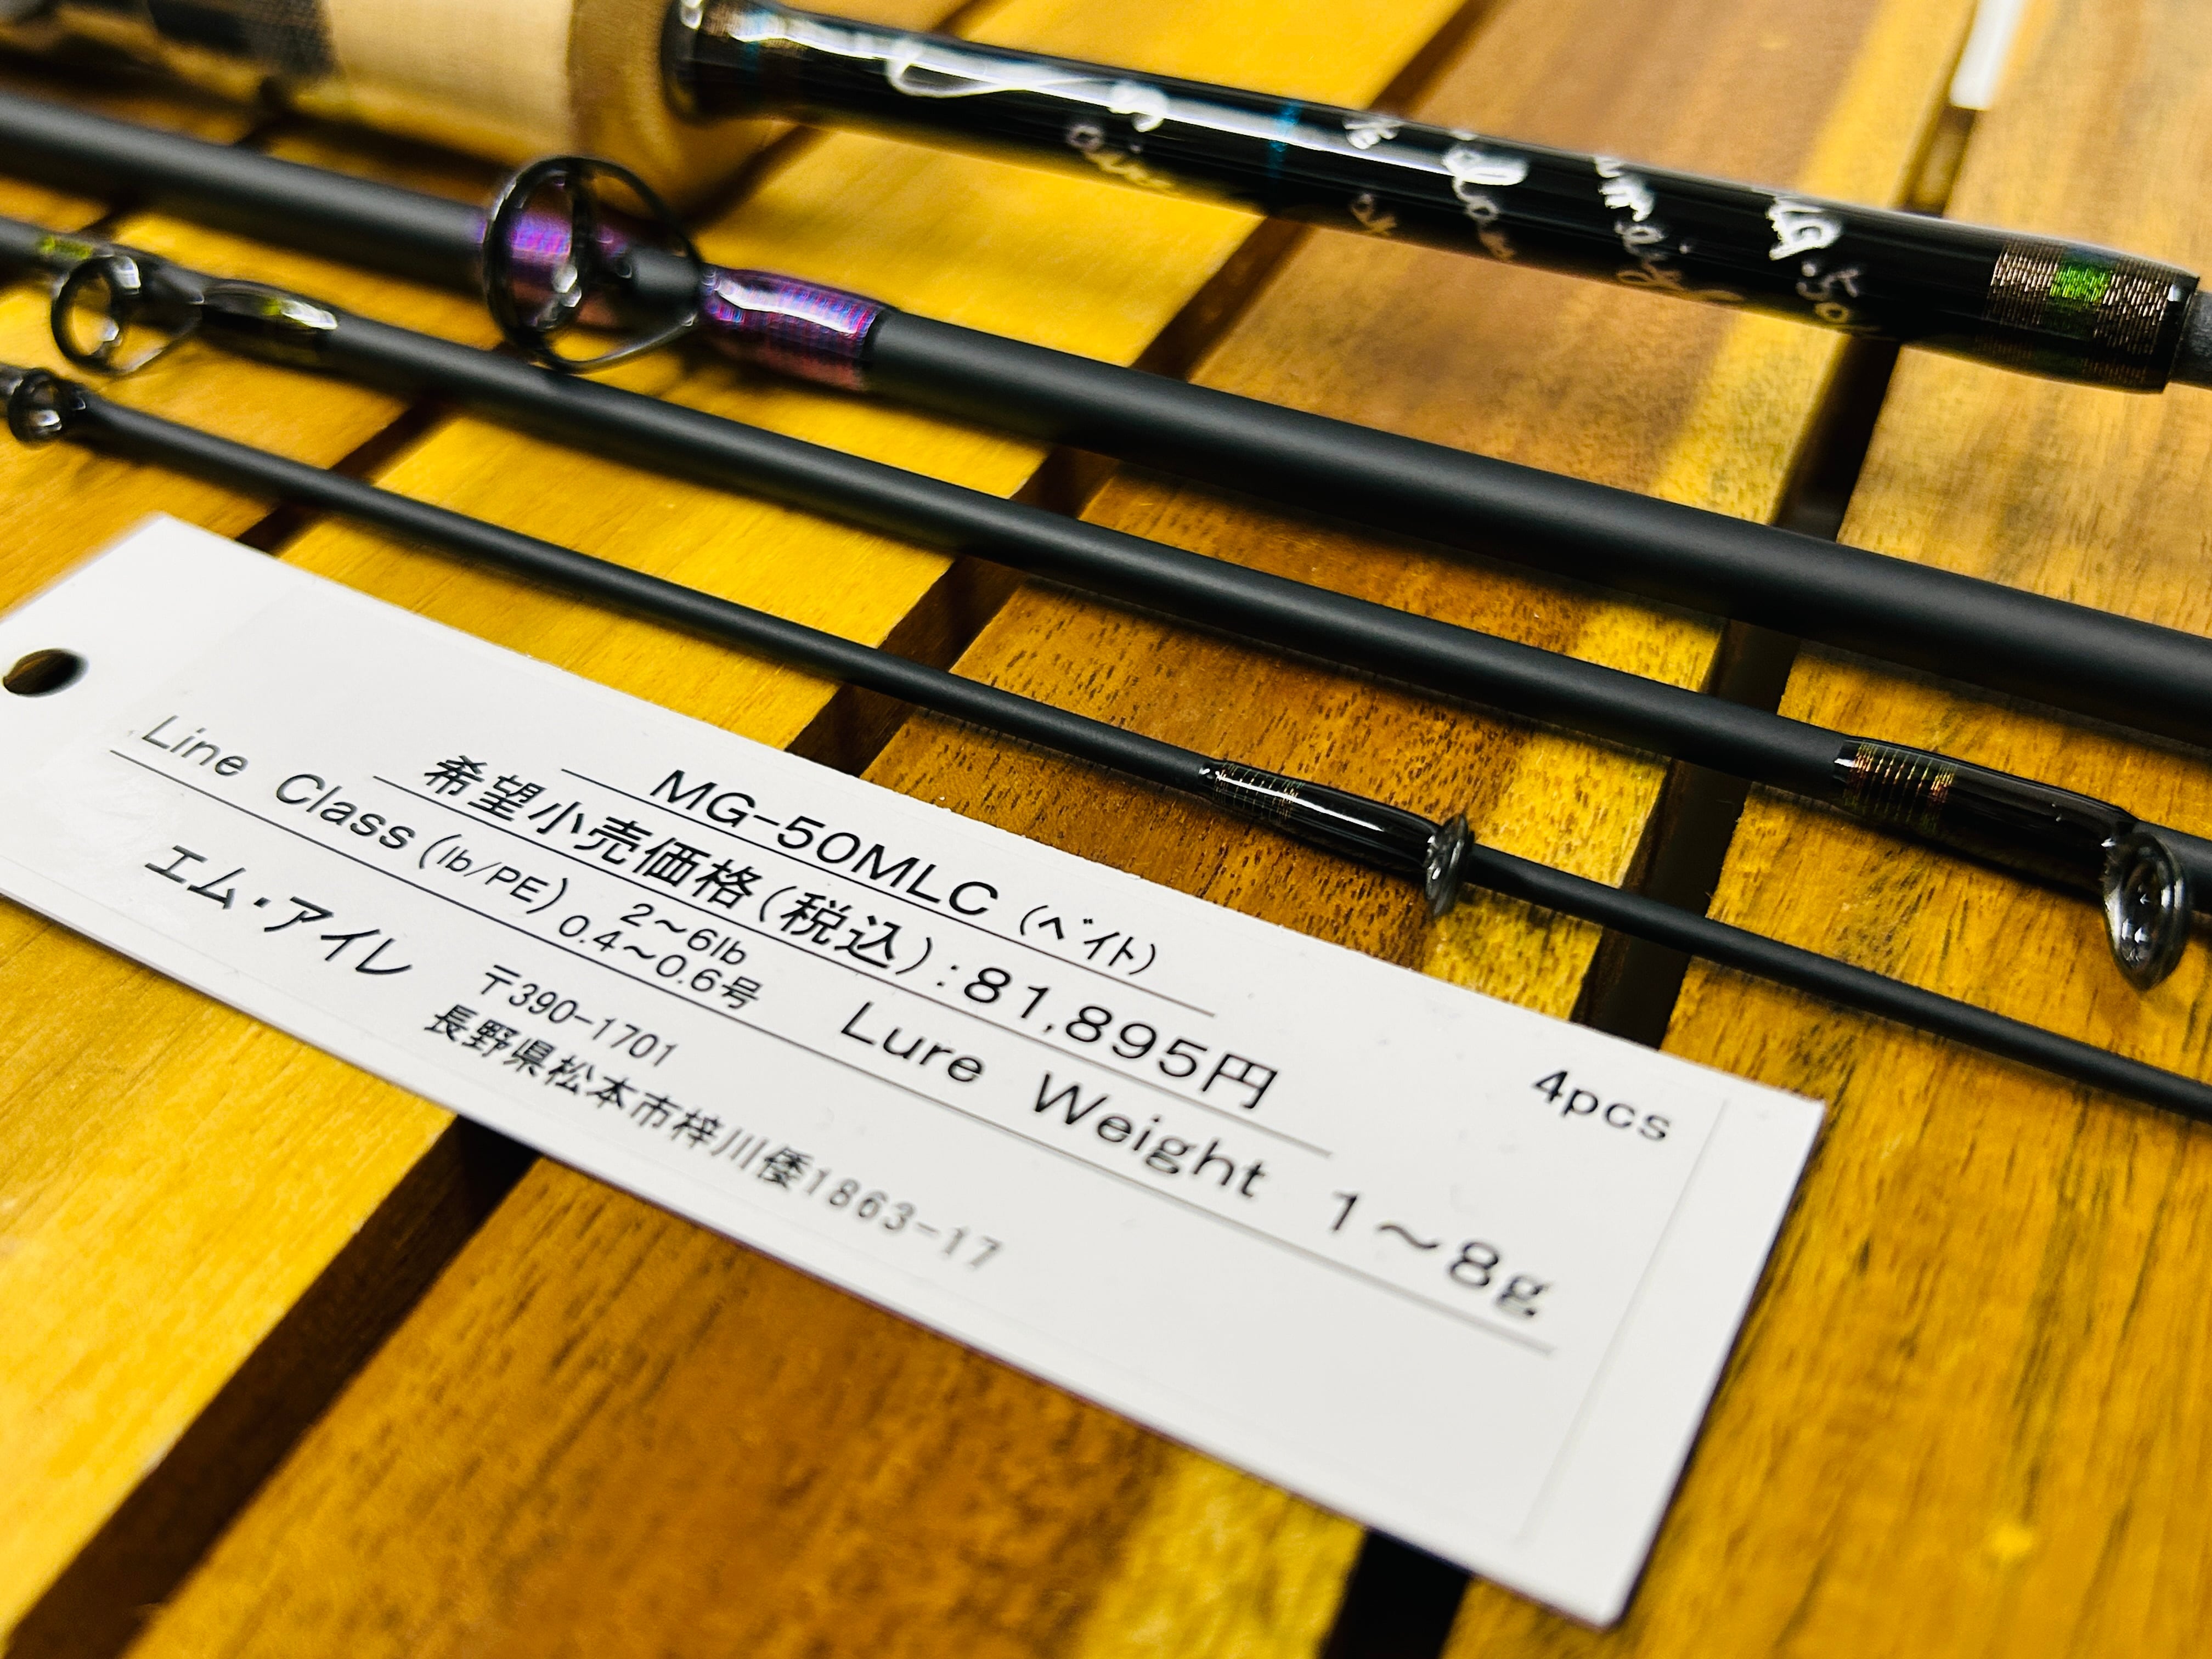 MG-50MLC (ベイト)
4pcs
希望小売価格(税込):81,895円
Line Class(lb/PE) 2～6lb 0.4～0.6号 Lure Weight 1～8g
エム・アイレ
〒390-1701
長野県松本市梓川倭1863-17